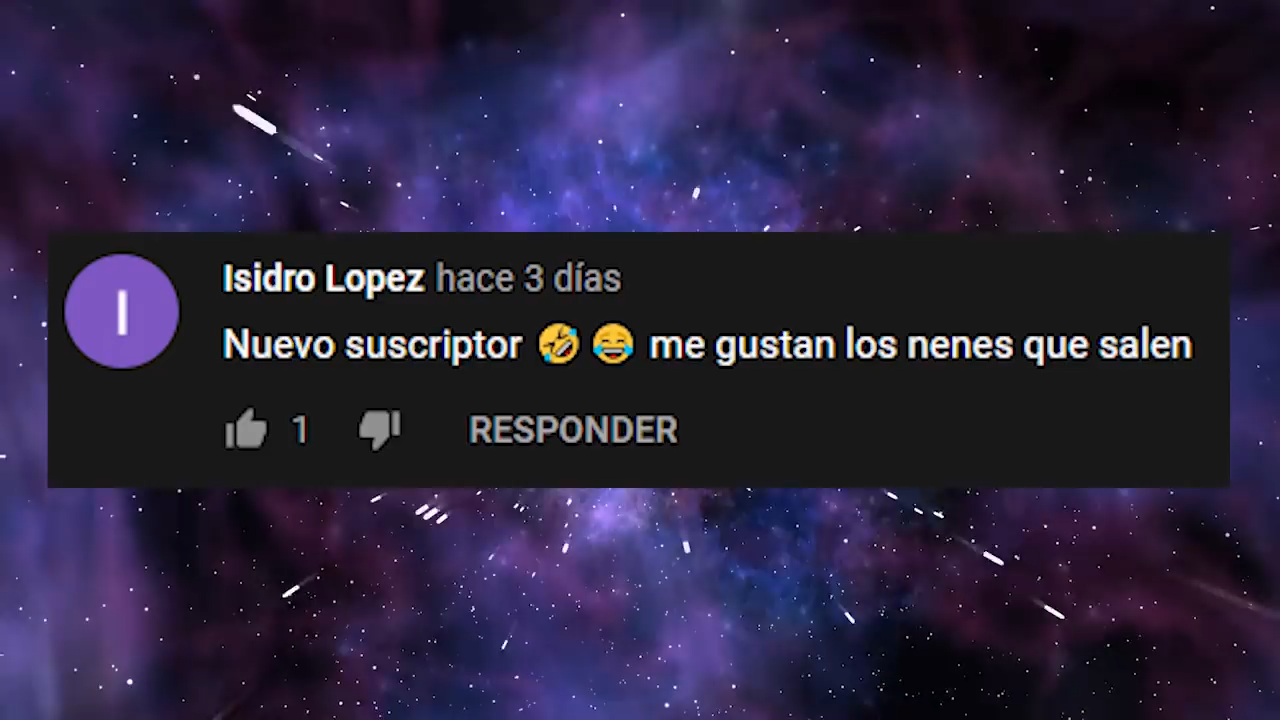 I
Isidro Lopez hace 3 días
Nuevo suscriptor 🤣 😂 me gustan los nenes que salen
1 RESPONDER